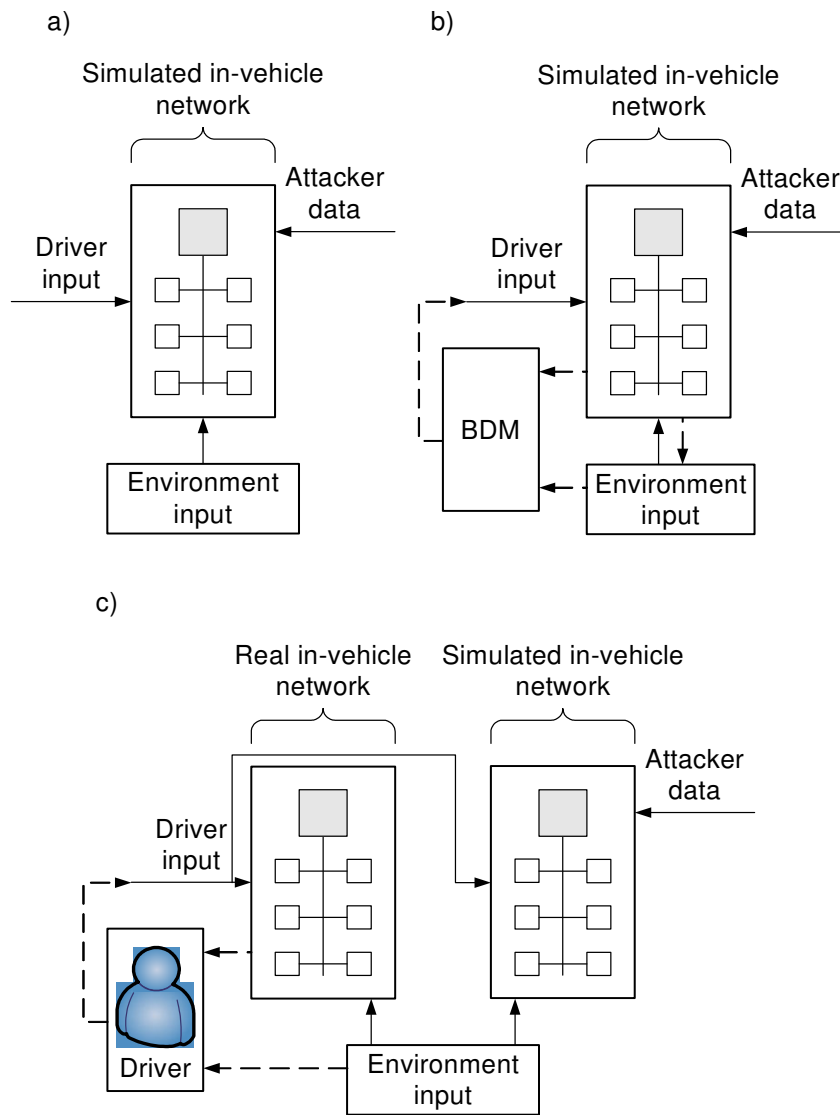 a)
Simulated in-vehicle
network
Attacker
data
Driver
input
Environment
input
b)
Simulated in-vehicle
network
Attacker
data
Driver
input
BDM
Environment
input
c)
Real in-vehicle
network
Simulated in-vehicle
network
Attacker
data
Driver
input
Driver
Environment
input